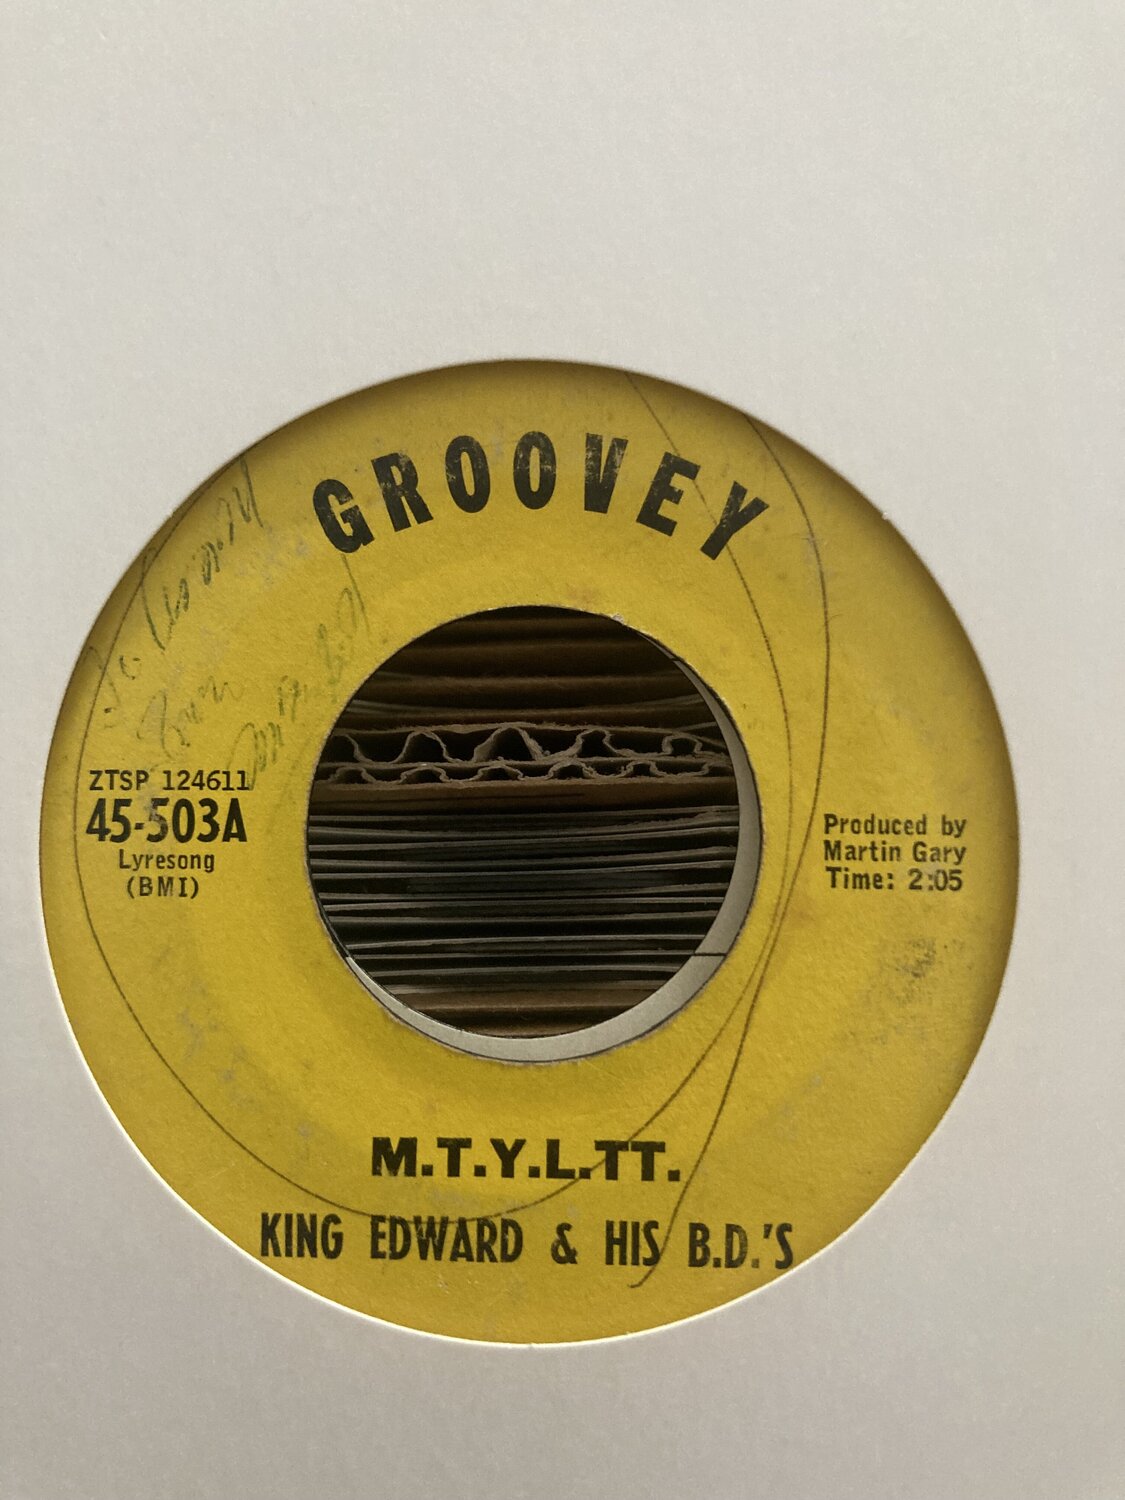 GROOVEY
ZTSP 124611
45-503A
Lyresong
(BMI)
Produced by
Martin Gary
Time: 2:05
M.T.Y.L.TT.
KING EDWARD & HIS B.D.'S